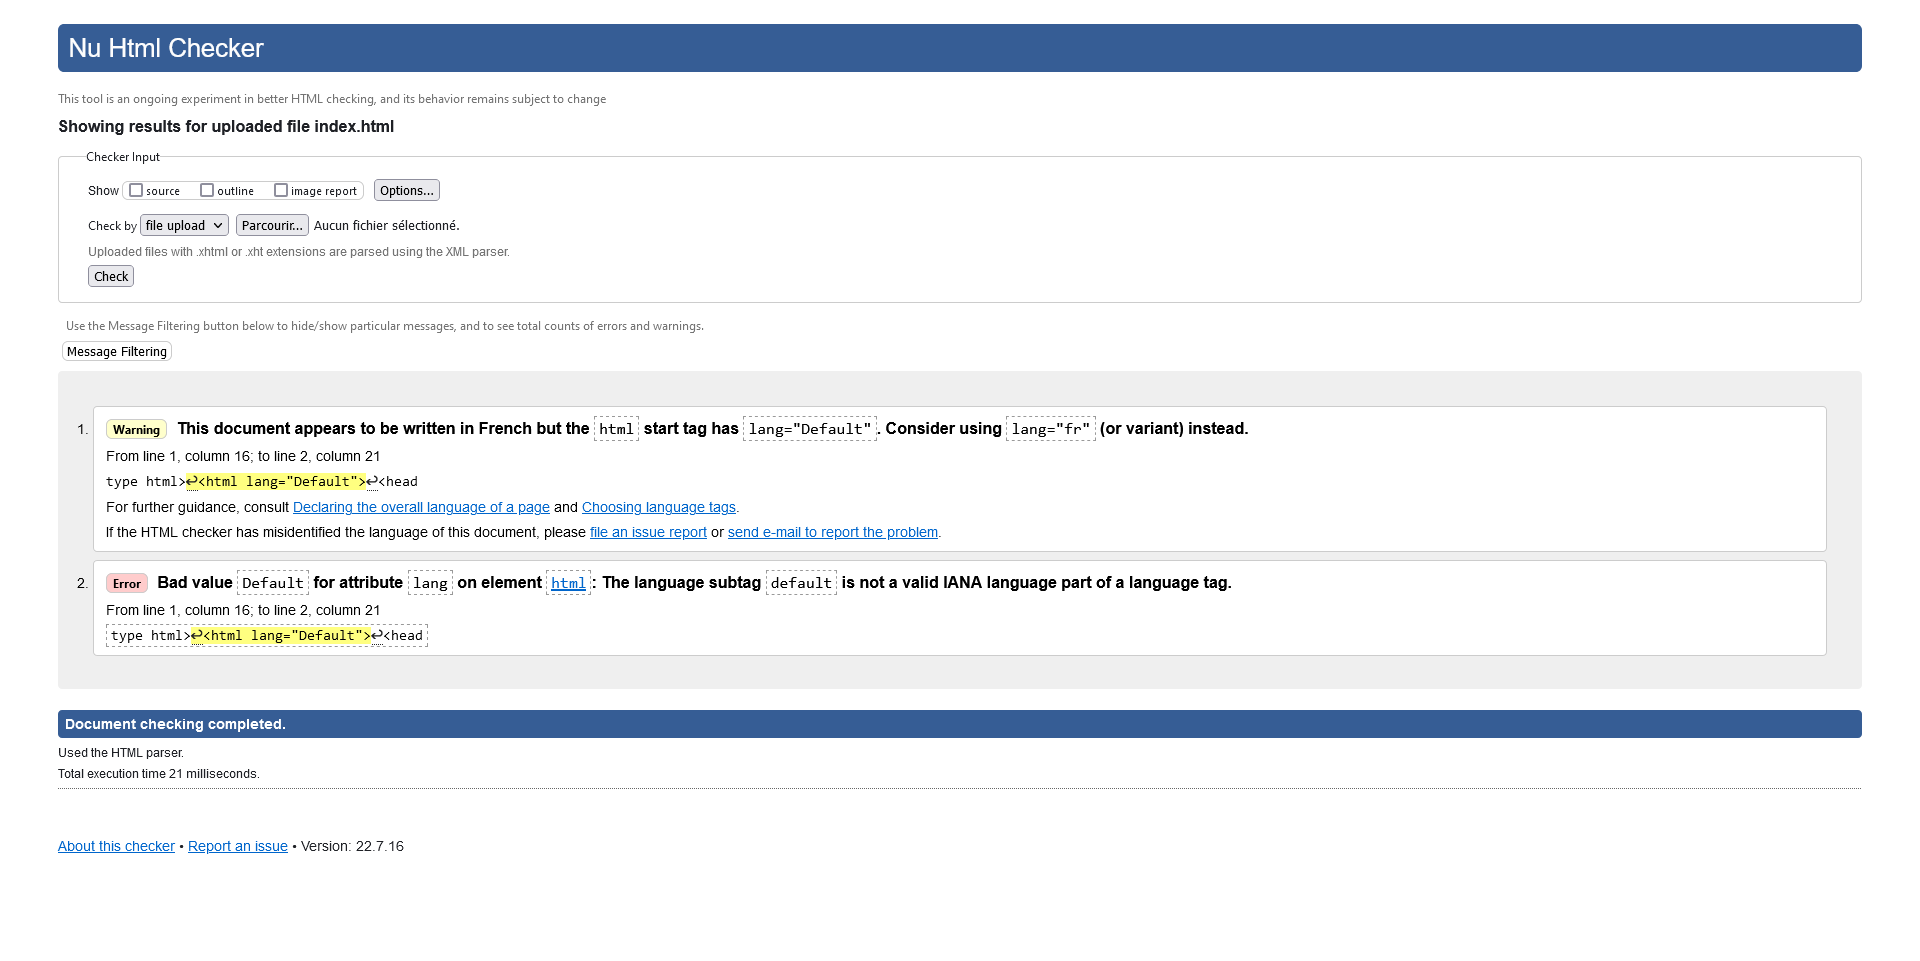 Nu Html Checker
This tool is an ongoing experiment in better HTML checking, and its behavior remains subject to change
Showing results for uploaded file index.html
Checker Input
Show source outline image report Options...
Check by file upload Parcourir... Aucun fichier sélectionné.
Uploaded files with .xhtml or .xht extensions are parsed using the XML parser.
Check
Use the Message Filtering button below to hide/show particular messages, and to see total counts of errors and warnings.
Message Filtering
1. Warning This document appears to be written in French but the html start tag has lang="Default". Consider using lang="fr" (or variant) instead.
From line 1, column 16; to line 2, column 21
type html>↩<html lang="Default">↩<head
For further guidance, consult Declaring the overall language of a page and Choosing language tags.
If the HTML checker has misidentified the language of this document, please file an issue report or send e-mail to report the problem.
2. Error Bad value Default for attribute lang on element html: The language subtag default is not a valid IANA language part of a language tag.
From line 1, column 16; to line 2, column 21
type html>↩<html lang="Default">↩<head
Document checking completed.
Used the HTML parser.
Total execution time 21 milliseconds.
About this checker • Report an issue • Version: 22.7.16